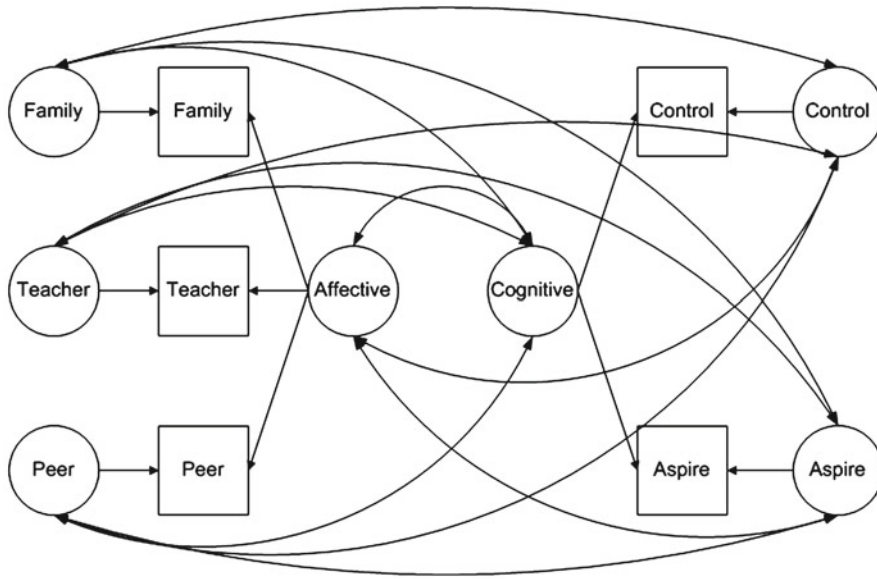 Family
Family
Control
Control
Teacher
Teacher
Affective
Cognitive
Peer
Peer
Aspire
Aspire